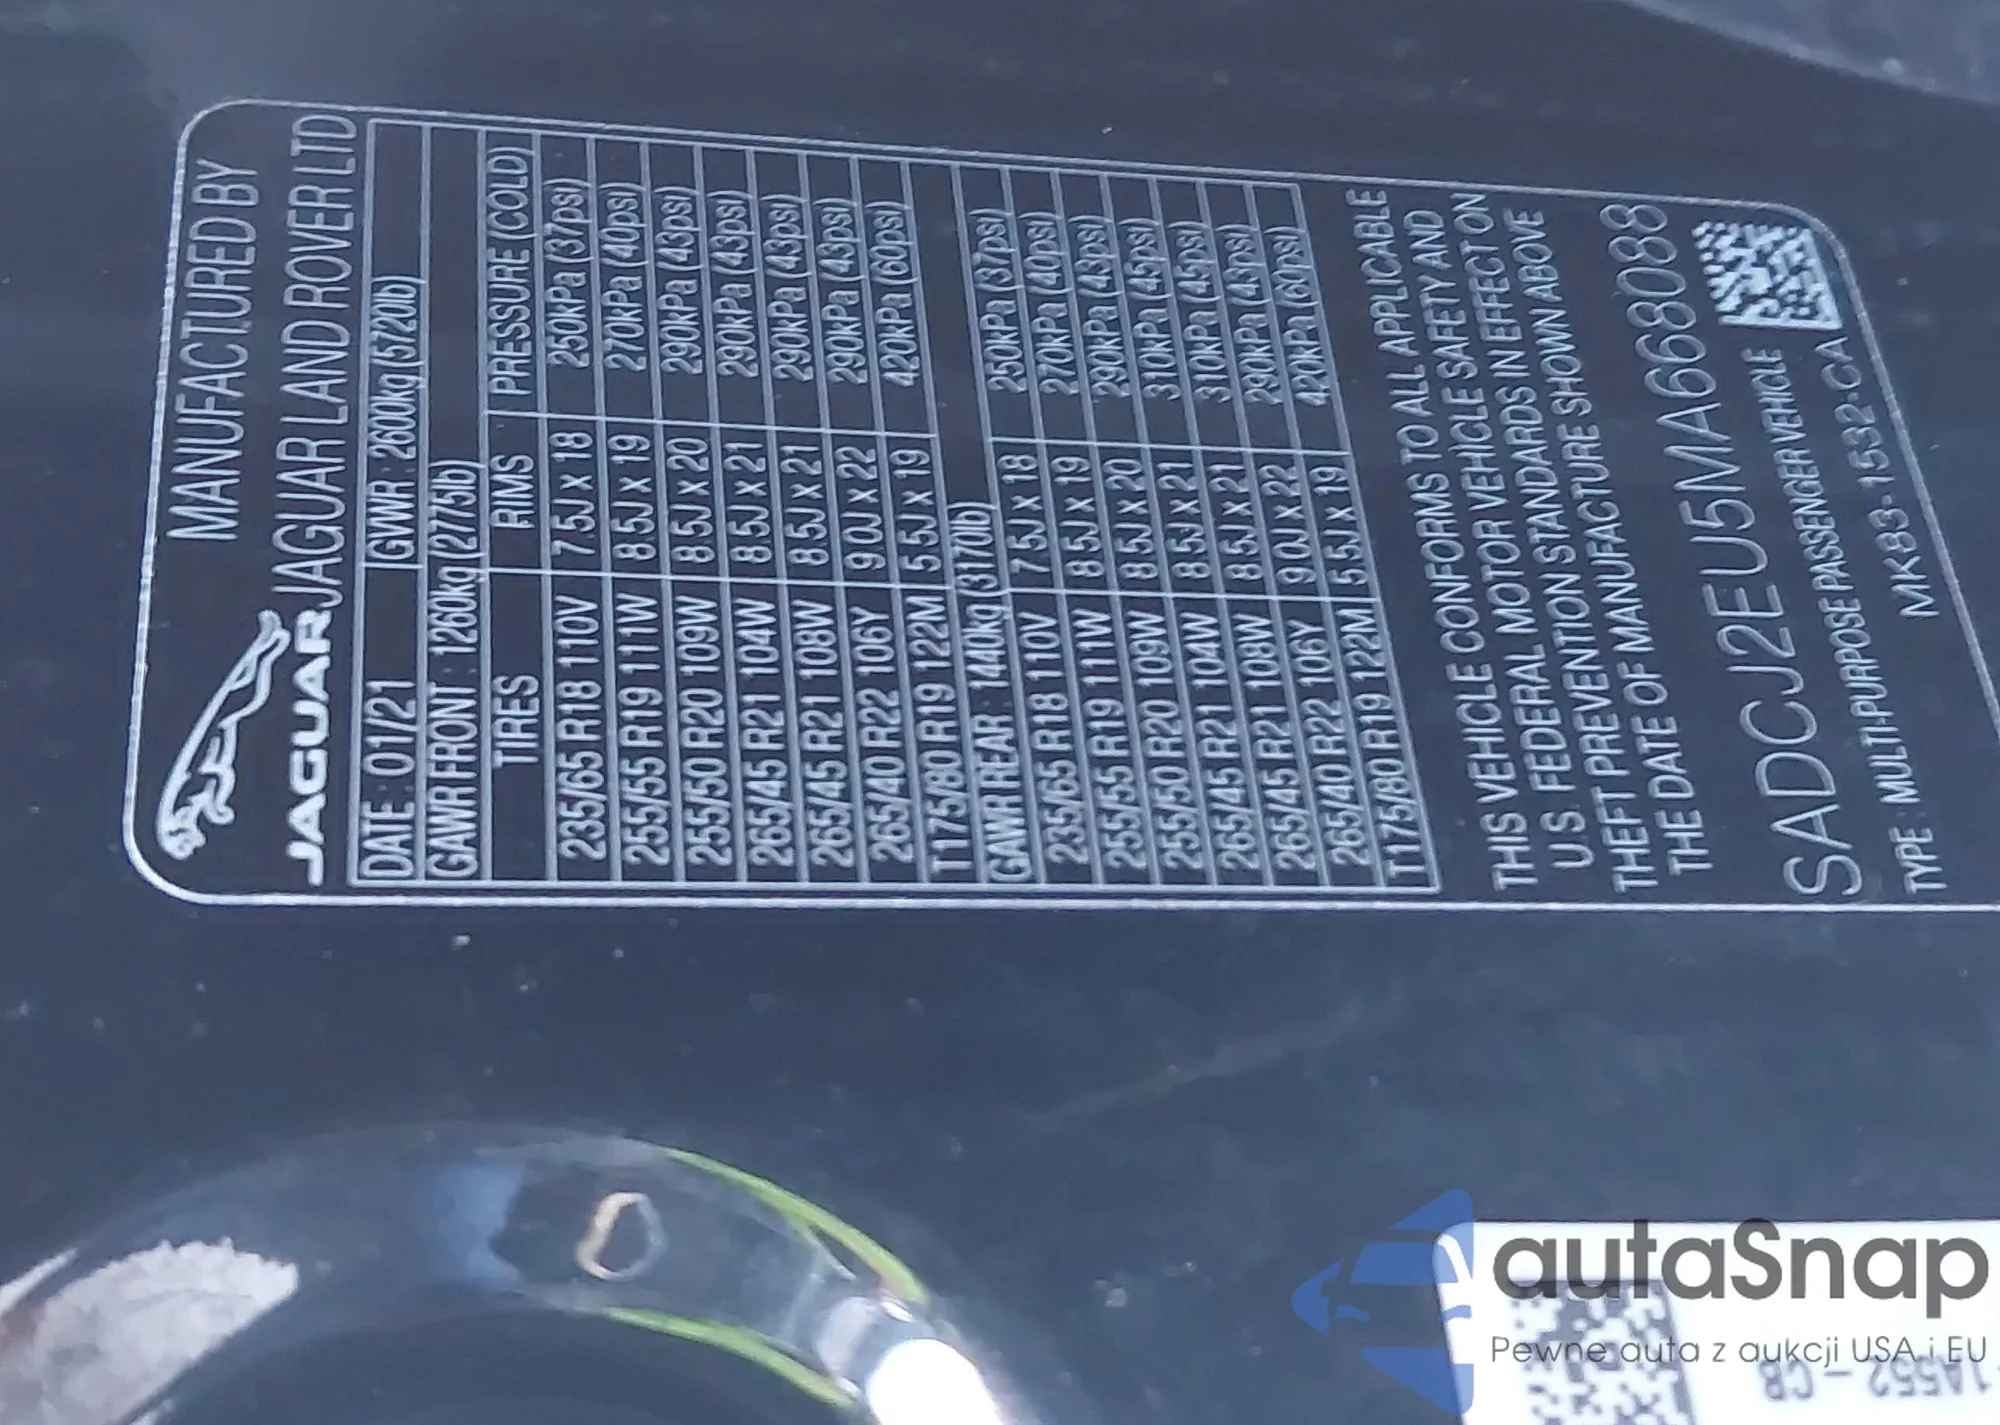 MANUFACTURED BY
JAGUAR JAGUAR LAND ROVER LTD
DATE : 01/21 GVWR : 2600kg (5720lb)
GAWR FRONT : 1260kg (2775lb)
TIRES RIMS PRESSURE (COLD)
235/65 R18 110V 7.5J x 18 250kPa (37psi)
255/55 R19 111W 8.5J x 19 270kPa (40psi)
255/50 R20 109W 8.5J x 20 290kPa (43psi)
265/45 R21 104W 8.5J x 21 290kPa (43psi)
265/45 R21 108W 8.5J x 21 290kPa (43psi)
265/40 R22 106Y 9.0J x 22 290kPa (43psi)
T175/80 R19 122M 5.5J x 19 420kPa (60psi)
GAWR REAR : 1440kg (3170lb)
235/65 R18 110V 7.5J x 18 250kPa (37psi)
255/55 R19 111W 8.5J x 19 270kPa (40psi)
255/50 R20 109W 8.5J x 20 290kPa (43psi)
265/45 R21 104W 8.5J x 21 310kPa (45psi)
265/45 R21 108W 8.5J x 21 310kPa (45psi)
265/40 R22 106Y 9.0J x 22 290kPa (43psi)
T175/80 R19 122M 5.5J x 19 420kPa (60psi)
THIS VEHICLE CONFORMS TO ALL APPLICABLE
U.S. FEDERAL MOTOR VEHICLE SAFETY AND
THEFT PREVENTION STANDARDS IN EFFECT ON
THE DATE OF MANUFACTURE SHOWN ABOVE
SADCJ2EU5MA668088
TYPE : MULTI-PURPOSE PASSENGER VEHICLE
MK83-1532-CA
autaSnap
Pewne auta z aukcji USA i EU
1A552-CB